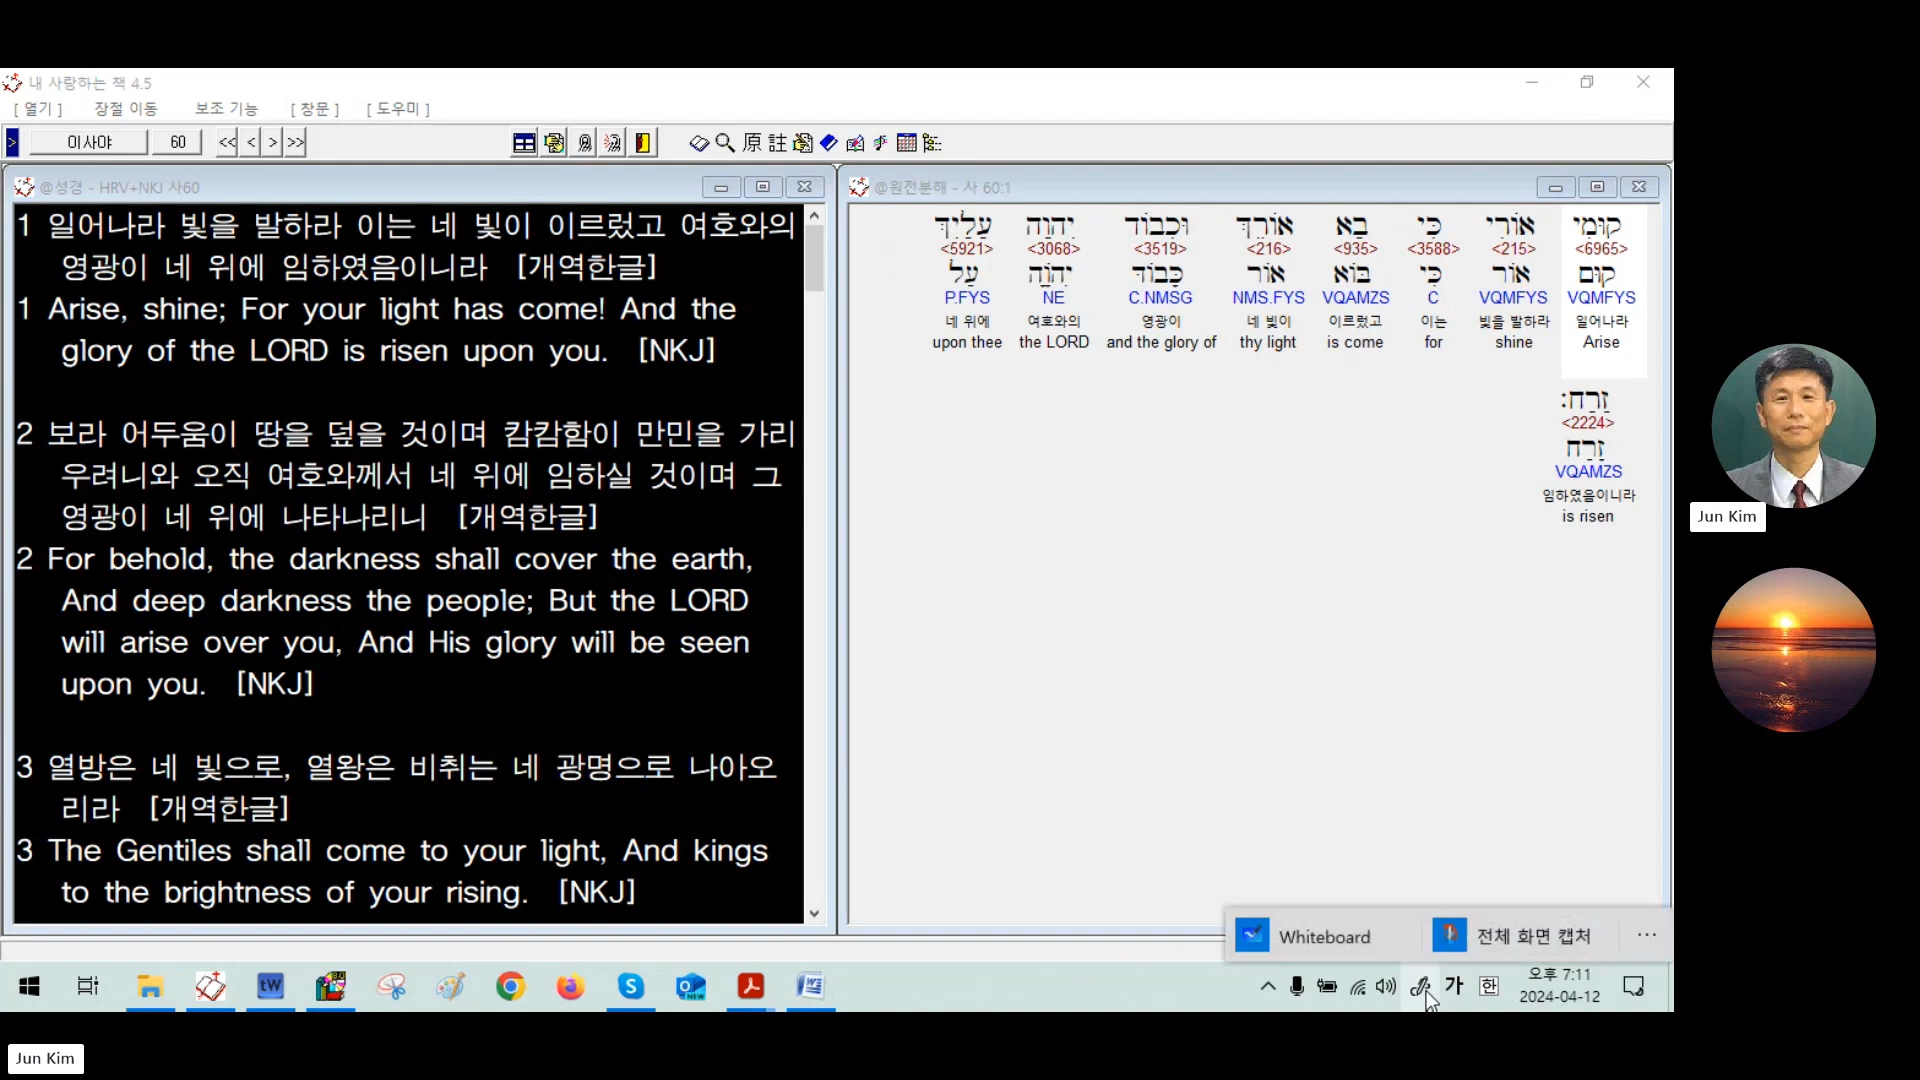 내 사랑하는 책 4.5
[ 열기 ] 장절 이동 보조 기능 [ 창문 ] [ 도우미 ]
> 이사야 60 << < > >> 原 註
@성경 - HRV+NKJ 사60
1 일어나라 빛을 발하라 이는 네 빛이 이르렀고 여호와의
영광이 네 위에 임하였음이니라 [개역한글]
1 Arise, shine; For your light has come! And the
glory of the LORD is risen upon you. [NKJ]
2 보라 어두움이 땅을 덮을 것이며 캄캄함이 만민을 가리
우려니와 오직 여호와께서 네 위에 임하실 것이며 그
영광이 네 위에 나타나리니 [개역한글]
2 For behold, the darkness shall cover the earth,
And deep darkness the people; But the LORD
will arise over you, And His glory will be seen
upon you. [NKJ]
3 열방은 네 빛으로, 열왕은 비취는 네 광명으로 나아오
리라 [개역한글]
3 The Gentiles shall come to your light, And kings
to the brightness of your rising. [NKJ]
@원전분해 - 사 60:1
קוּמִי אוֹרִי כִּי בָא אוֹרֵךְ וּכְבוֹד יְהוָה עָלַיִךְ
<5921> <3068> <3519> <216> <935> <3588> <215> <6965>
קוּם אוֹר כִּי בּוֹא אוֹר כָּבוֹד יְהוָֹה עַל
P.FYS NE C.NMSG NMS.FYS VQAMZS C VQMFYS VQMFYS
네 위에 여호와의 영광이 네 빛이 이르렀고 이는 빛을 발하라 일어나라
upon thee the LORD and the glory of thy light is come for shine Arise
זָרַח׃
<2224>
זָרַח
VQAMZS
임하였음이니라
is risen
Jun Kim
Whiteboard 전체 화면 캡처 ...
가 한 오후 7:11
2024-04-12
Jun Kim